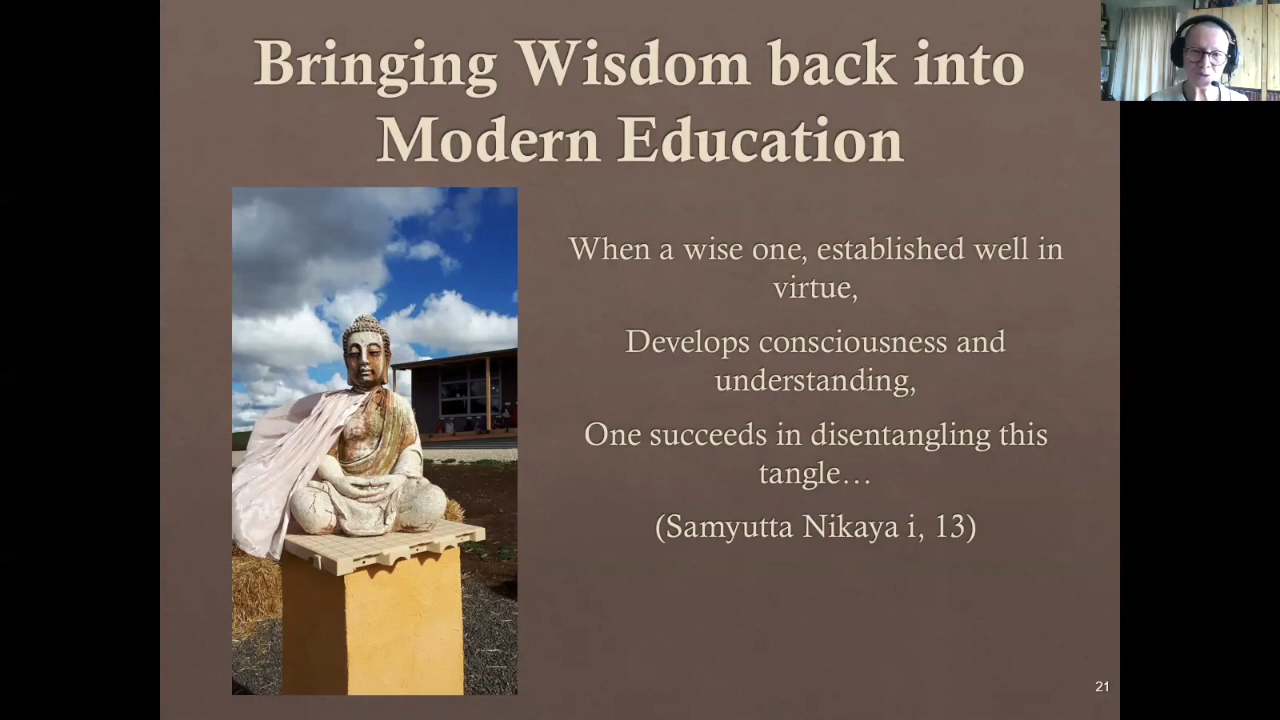 Bringing Wisdom back into
Modern Education
When a wise one, established well in
virtue,
Develops consciousness and
understanding,
One succeeds in disentangling this
tangle…
(Samyutta Nikaya i, 13)
21